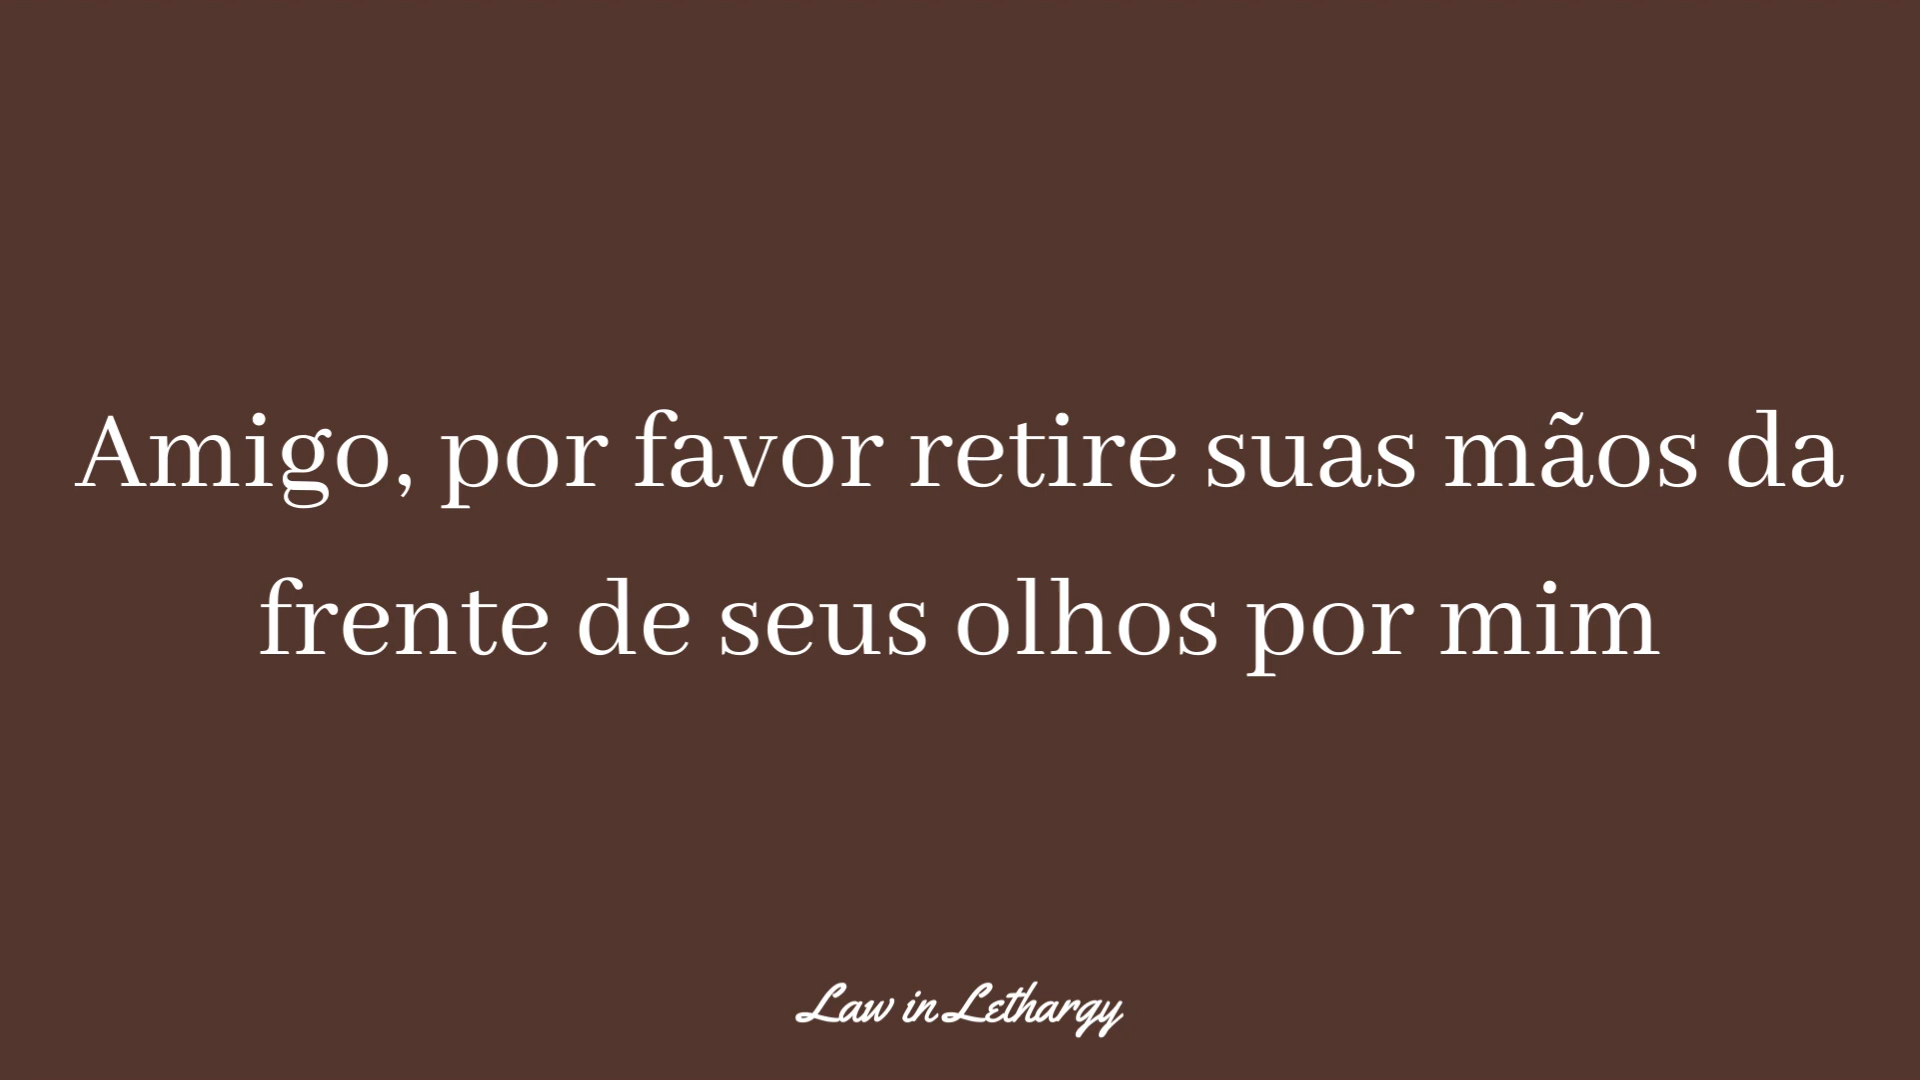 Amigo, por favor retire suas mãos da
frente de seus olhos por mim
Law in Lethargy